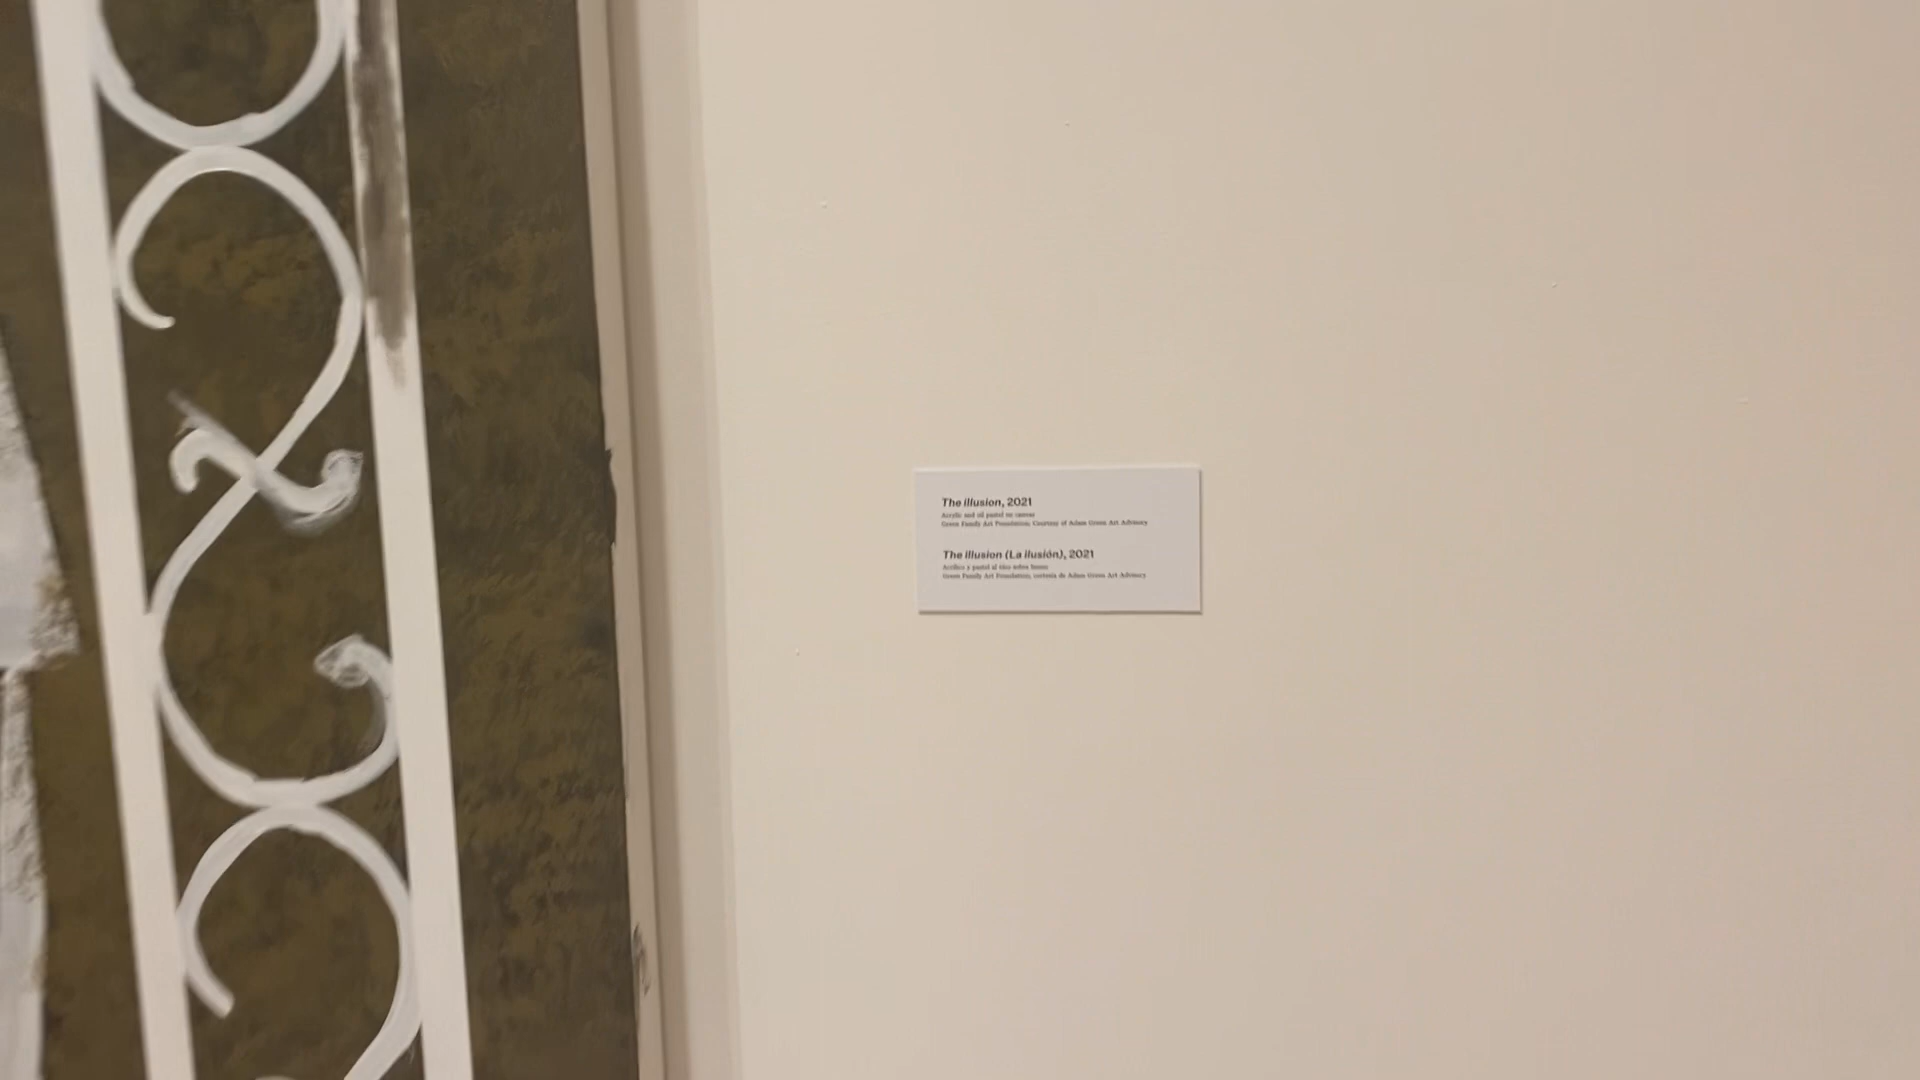 The illusion, 2021
Acrylic and oil pastel on canvas
Green Family Art Foundation; Courtesy of Adam Green Art Advisory
The illusion (La ilusión), 2021
Acrílico y pastel al óleo sobre lienzo
Green Family Art Foundation; cortesía de Adam Green Art Advisory